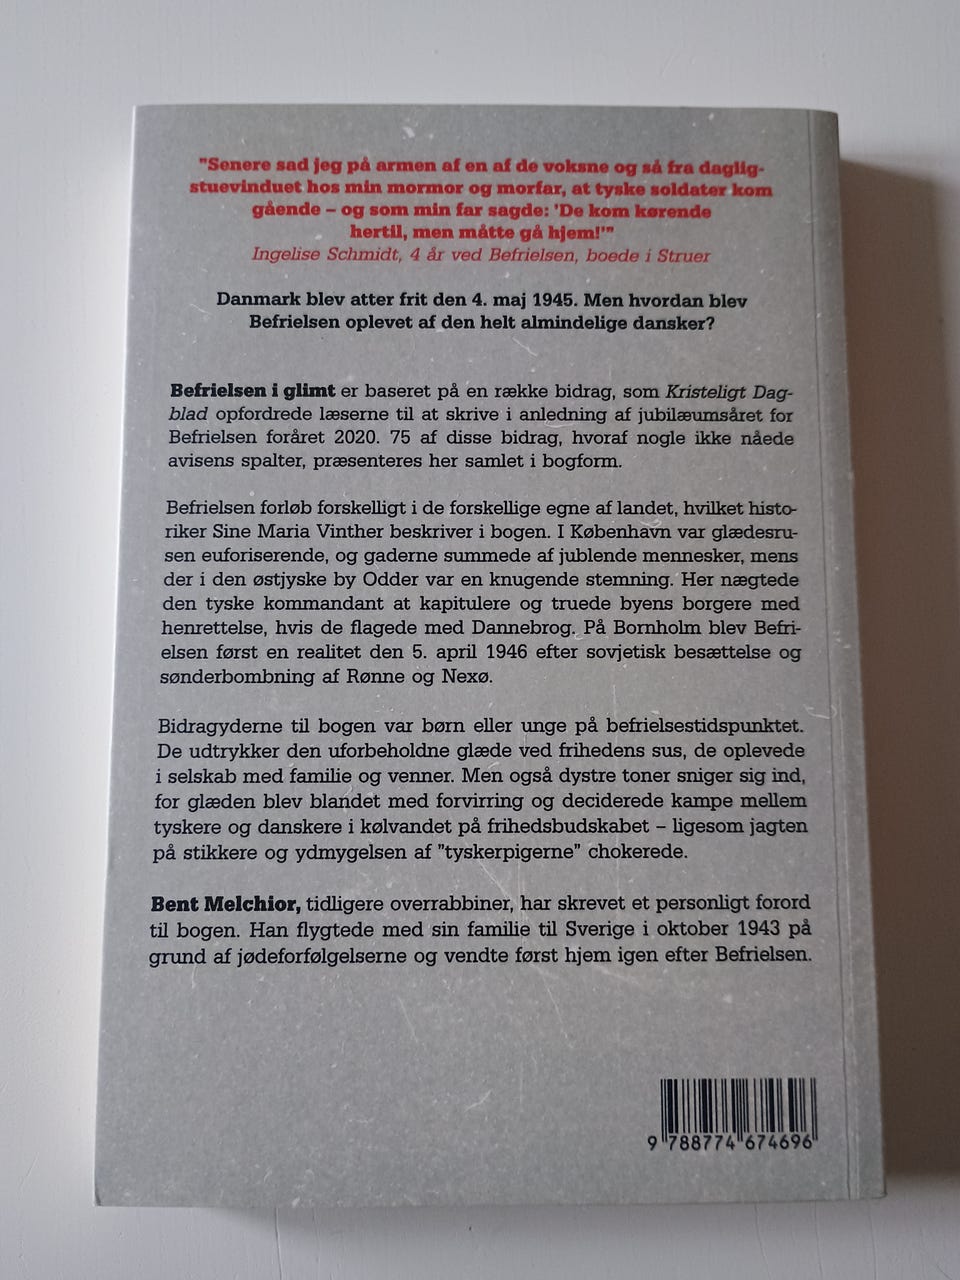 "Senere sad jeg på armen af en af de voksne og så fra daglig-
stuevinduet hos min mormor og morfar, at tyske soldater kom
gående – og som min far sagde: 'De kom kørende
hertil, men måtte gå hjem!'"
Ingelise Schmidt, 4 år ved Befrielsen, boede i Struer
Danmark blev atter frit den 4. maj 1945. Men hvordan blev
Befrielsen oplevet af den helt almindelige dansker?
Befrielsen i glimt er baseret på en række bidrag, som Kristeligt Dag-
blad opfordrede læserne til at skrive i anledning af jubilæumsåret for
Befrielsen foråret 2020. 75 af disse bidrag, hvoraf nogle ikke nåede
avisens spalter, præsenteres her samlet i bogform.
Befrielsen forløb forskelligt i de forskellige egne af landet, hvilket histo-
riker Sine Maria Vinther beskriver i bogen. I København var glædesru-
sen euforiserende, og gaderne summede af jublende mennesker, mens
der i den østjyske by Odder var en knugende stemning. Her nægtede
den tyske kommandant at kapitulere og truede byens borgere med
henrettelse, hvis de flagede med Dannebrog. På Bornholm blev Befri-
elsen først en realitet den 5. april 1946 efter sovjetisk besættelse og
sønderbombning af Rønne og Nexø.
Bidragyderne til bogen var børn eller unge på befrielsestidspunktet.
De udtrykker den uforbeholdne glæde ved frihedens sus, de oplevede
i selskab med familie og venner. Men også dystre toner sniger sig ind,
for glæden blev blandet med forvirring og deciderede kampe mellem
tyskere og danskere i kølvandet på frihedsbudskabet – ligesom jagten
på stikkere og ydmygelsen af "tyskerpigerne" chokerede.
Bent Melchior, tidligere overrabbiner, har skrevet et personligt forord
til bogen. Han flygtede med sin familie til Sverige i oktober 1943 på
grund af jødeforfølgelserne og vendte først hjem igen efter Befrielsen.
9 788774 674696